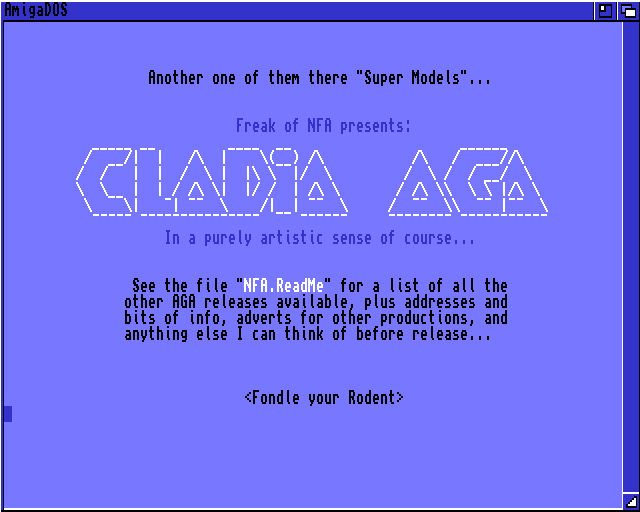 AmigaDOS
Another one of them there "Super Models"...
Freak of NFA presents:
CLADiA AGA
In a purely artistic sense of course...
See the file "NFA.ReadMe" for a list of all the
other AGA releases available, plus addresses and
bits of info, adverts for other productions, and
anything else I can think of before release...
<Fondle your Rodent>